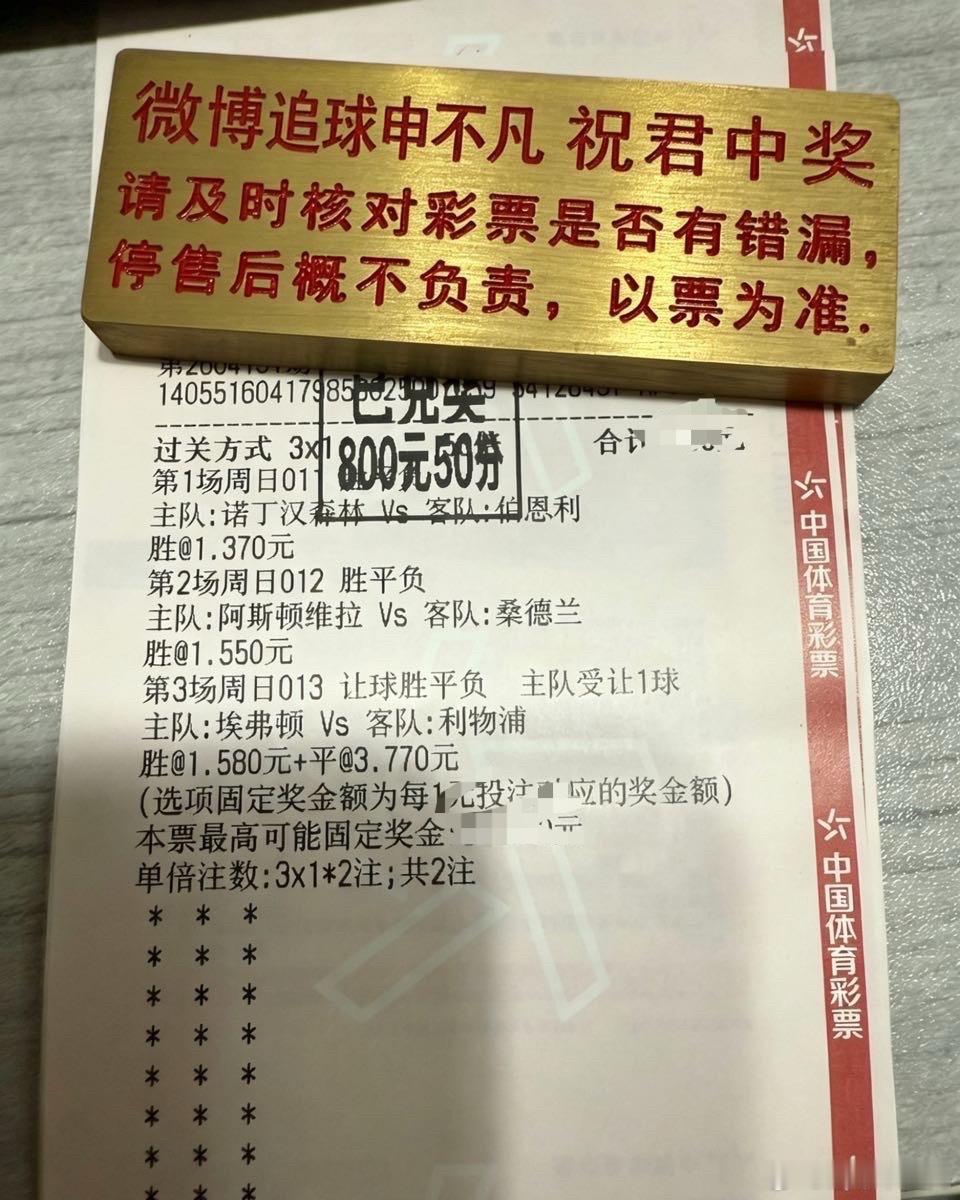 微博追球申不凡 祝君中奖
请及时核对彩票是否有错漏，
停售后概不负责，以票为准.
已兑奖
800元50分
过关方式 3x1
合计
元
第1场周日011
主队:诺丁汉森林 Vs 客队:伯恩利
胜@1.370元
第2场周日012 胜平负
主队:阿斯顿维拉 Vs 客队:桑德兰
胜@1.550元
第3场周日013 让球胜平负 主队受让1球
主队:埃弗顿 Vs 客队:利物浦
胜@1.580元+平@3.770元
(选项固定奖金额为每1元投注对应的奖金额)
本票最高可能固定奖金:
元
单倍注数:3x1*2注;共2注
* * *
* * *
* * *
* * *
* * *
* * *
* * *
* * *
中国体育彩票
中国体育彩票